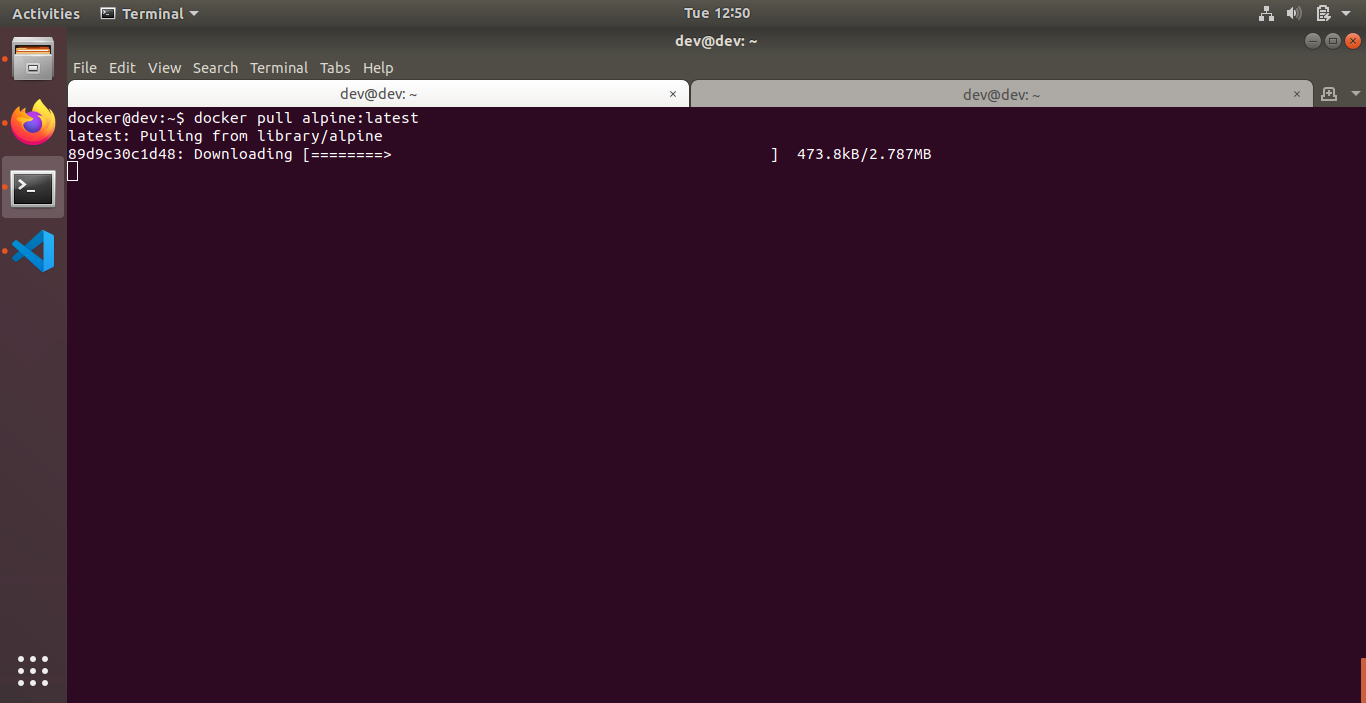 Activities Terminal Tue 12:50
dev@dev: ~
File Edit View Search Terminal Tabs Help
dev@dev: ~ × dev@dev: ~ ×
docker@dev:~$ docker pull alpine:latest
latest: Pulling from library/alpine
89d9c30c1d48: Downloading [========>                                          ]  473.8kB/2.787MB